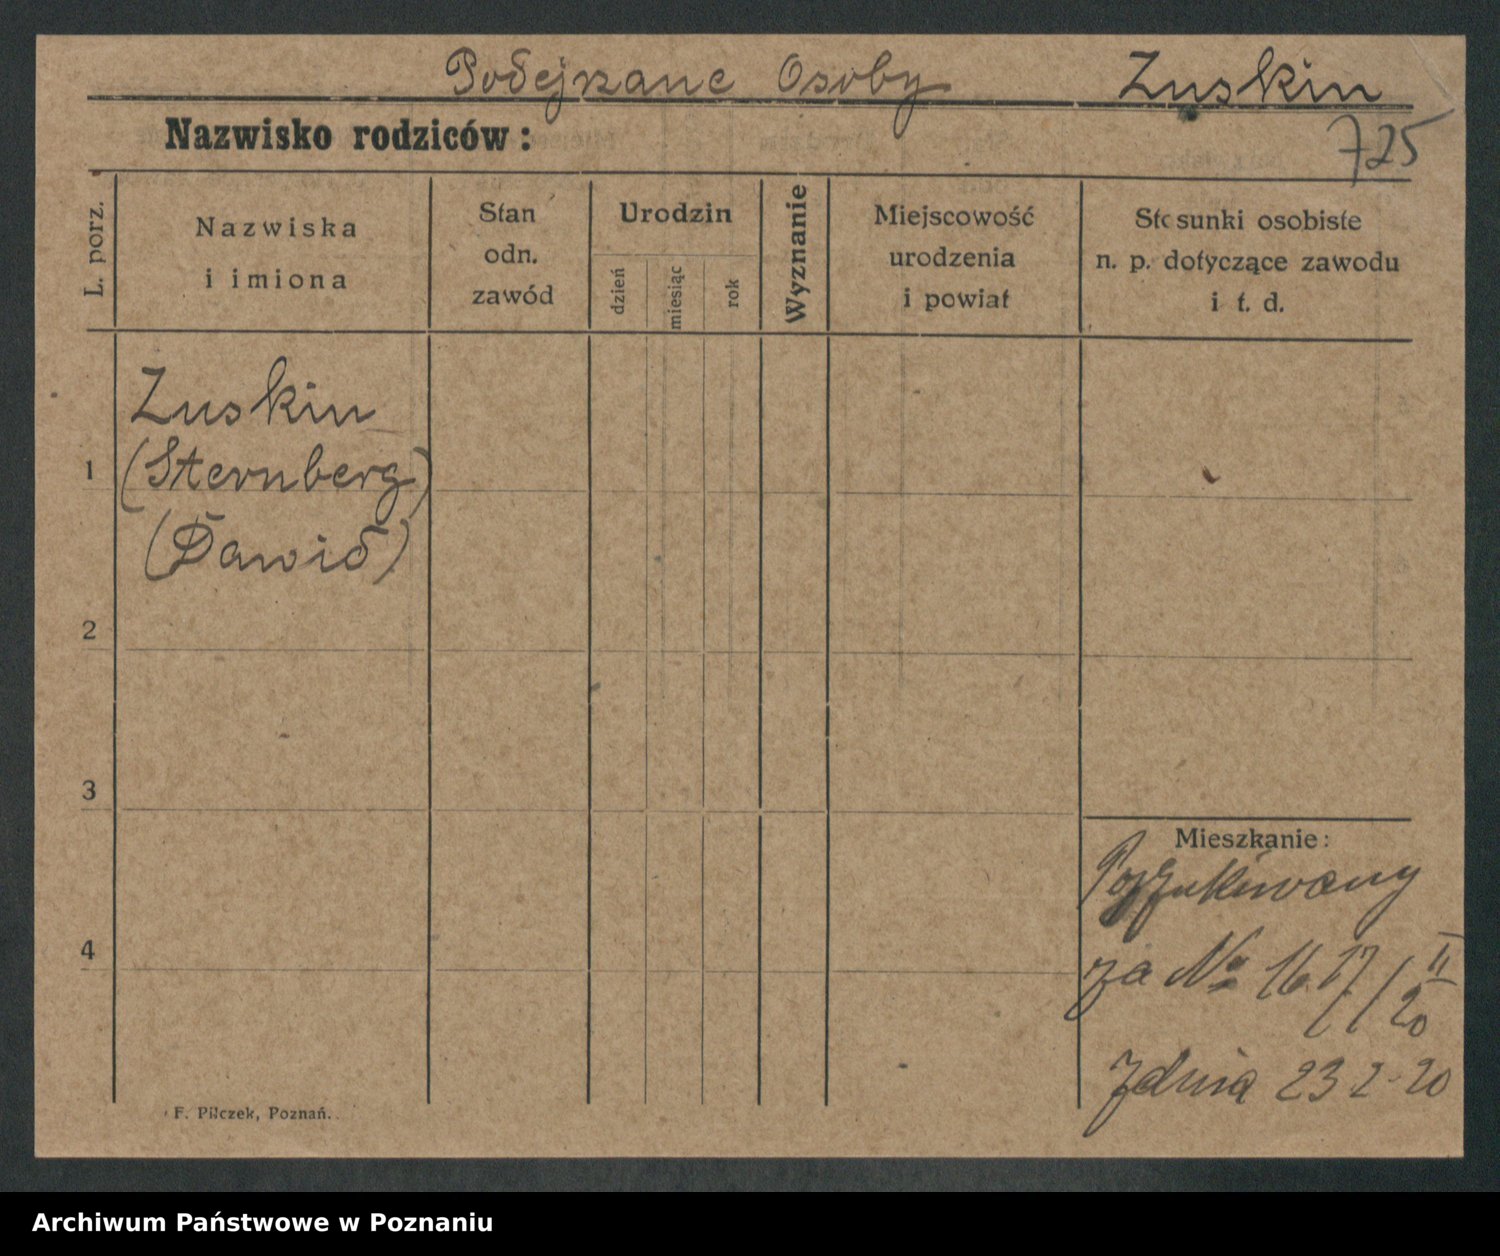 Podejrzane Osoby Zuskin
725
Nazwisko rodziców:
L. porz.
Nazwiska
i imiona
Stan
odn.
zawód
Urodzin
dzień
miesiąc
rok
Wyznanie
Miejscowość
urodzenia
i powiat
Stosunki osobiste
n. p. dotyczące zawodu
i t. d.
1
Zuskin
(Sternberg)
(Dawid)
2
3
4
Mieszkanie:
Poszukiwany
za No 1617/II/20
z dnia 23.2.20
F. Pilczek, Poznań.
Archiwum Państwowe w Poznaniu